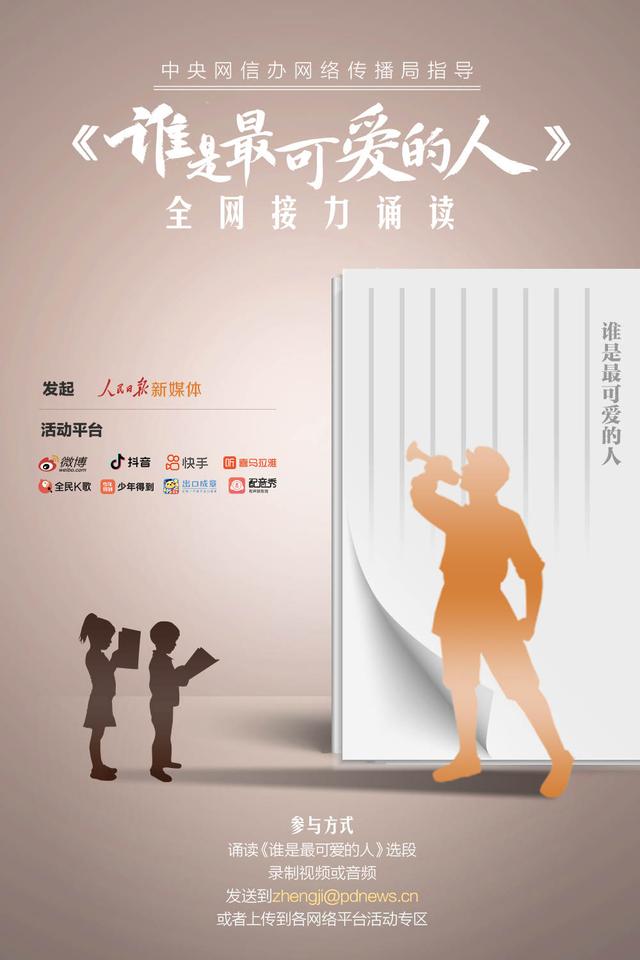 中央网信办网络传播局指导
《谁是最可爱的人》
全网接力诵读
谁是最可爱的人
发起 人民日报 新媒体
活动平台
微博 weibo.com 抖音 快手 听 喜马拉雅
全民K歌 少年得到 出口成章 配音秀
参与方式
诵读《谁是最可爱的人》选段
录制视频或音频
发送到zhengji@pdnews.cn
或者上传到各网络平台活动专区